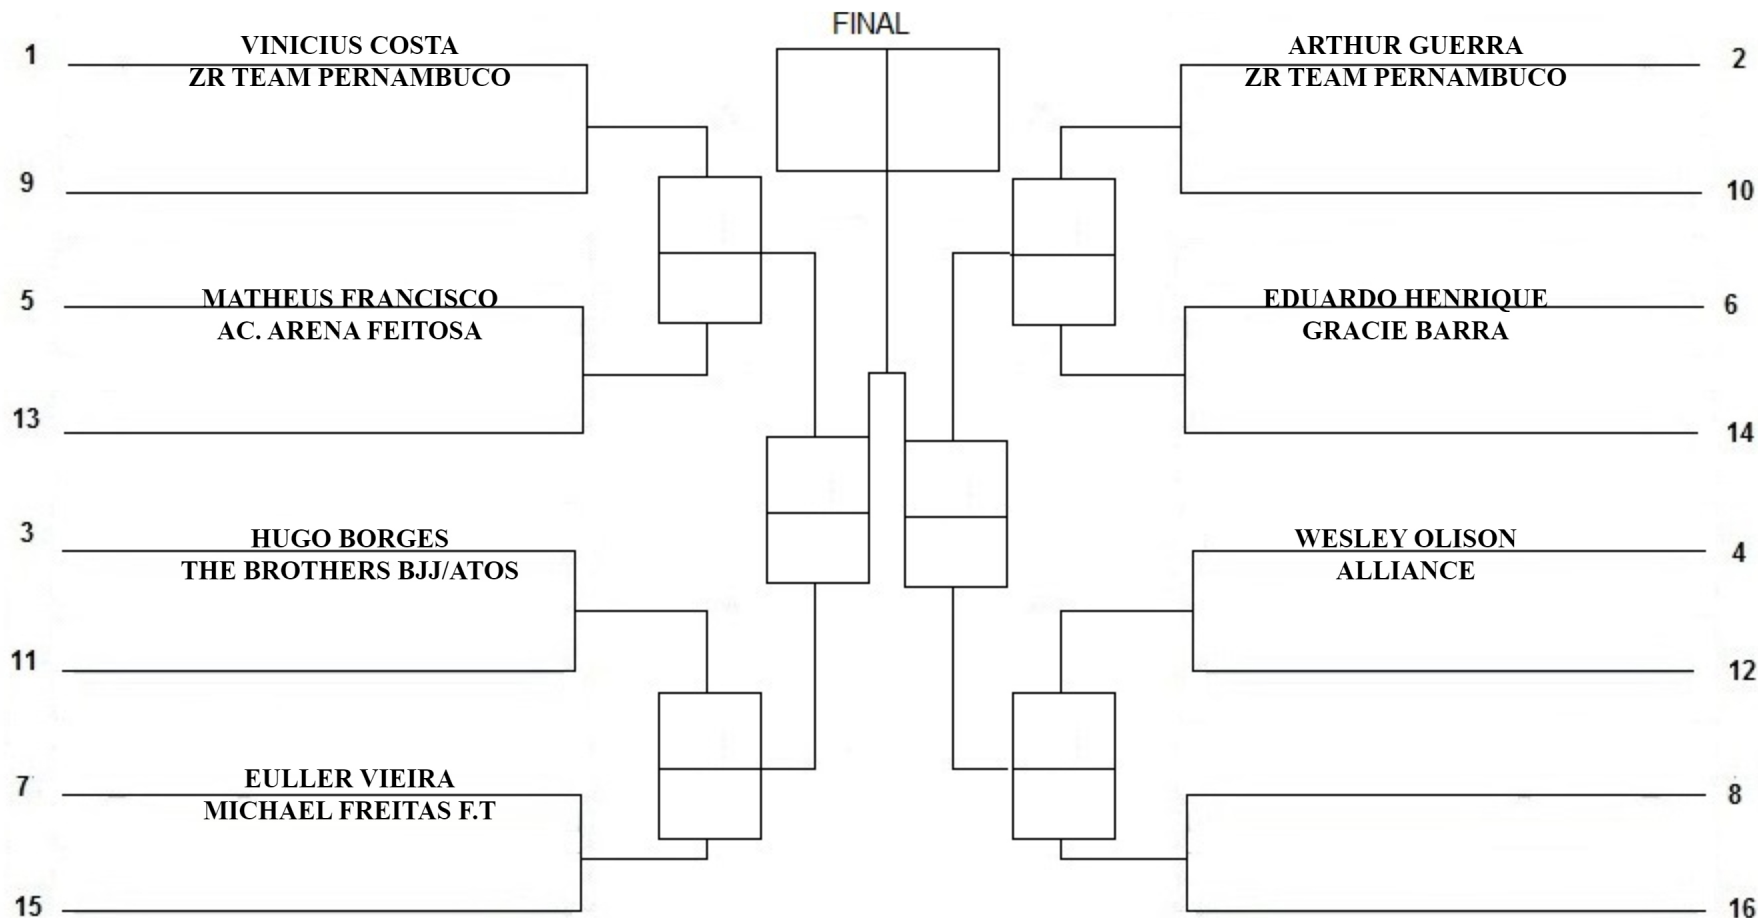 FINAL
1
VINICIUS COSTA
ZR TEAM PERNAMBUCO
9
5
MATHEUS FRANCISCO
AC. ARENA FEITOSA
13
3
HUGO BORGES
THE BROTHERS BJJ/ATOS
11
7
EULLER VIEIRA
MICHAEL FREITAS F.T
15
ARTHUR GUERRA
2
ZR TEAM PERNAMBUCO
10
EDUARDO HENRIQUE
6
GRACIE BARRA
14
WESLEY OLISON
4
ALLIANCE
12
8
16